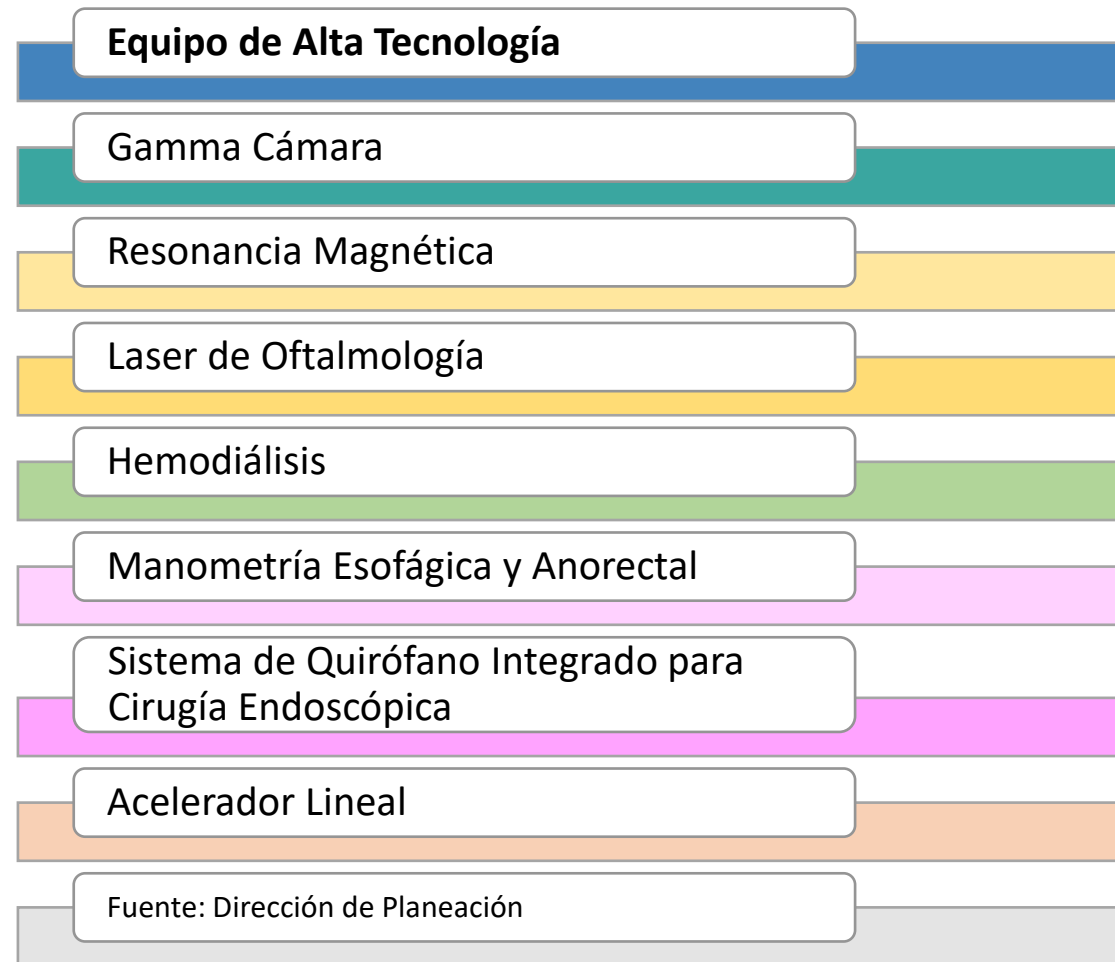 Equipo de Alta Tecnología
Gamma Cámara
Resonancia Magnética
Laser de Oftalmología
Hemodiálisis
Manometría Esofágica y Anorectal
Sistema de Quirófano Integrado para
Cirugía Endoscópica
Acelerador Lineal
Fuente: Dirección de Planeación